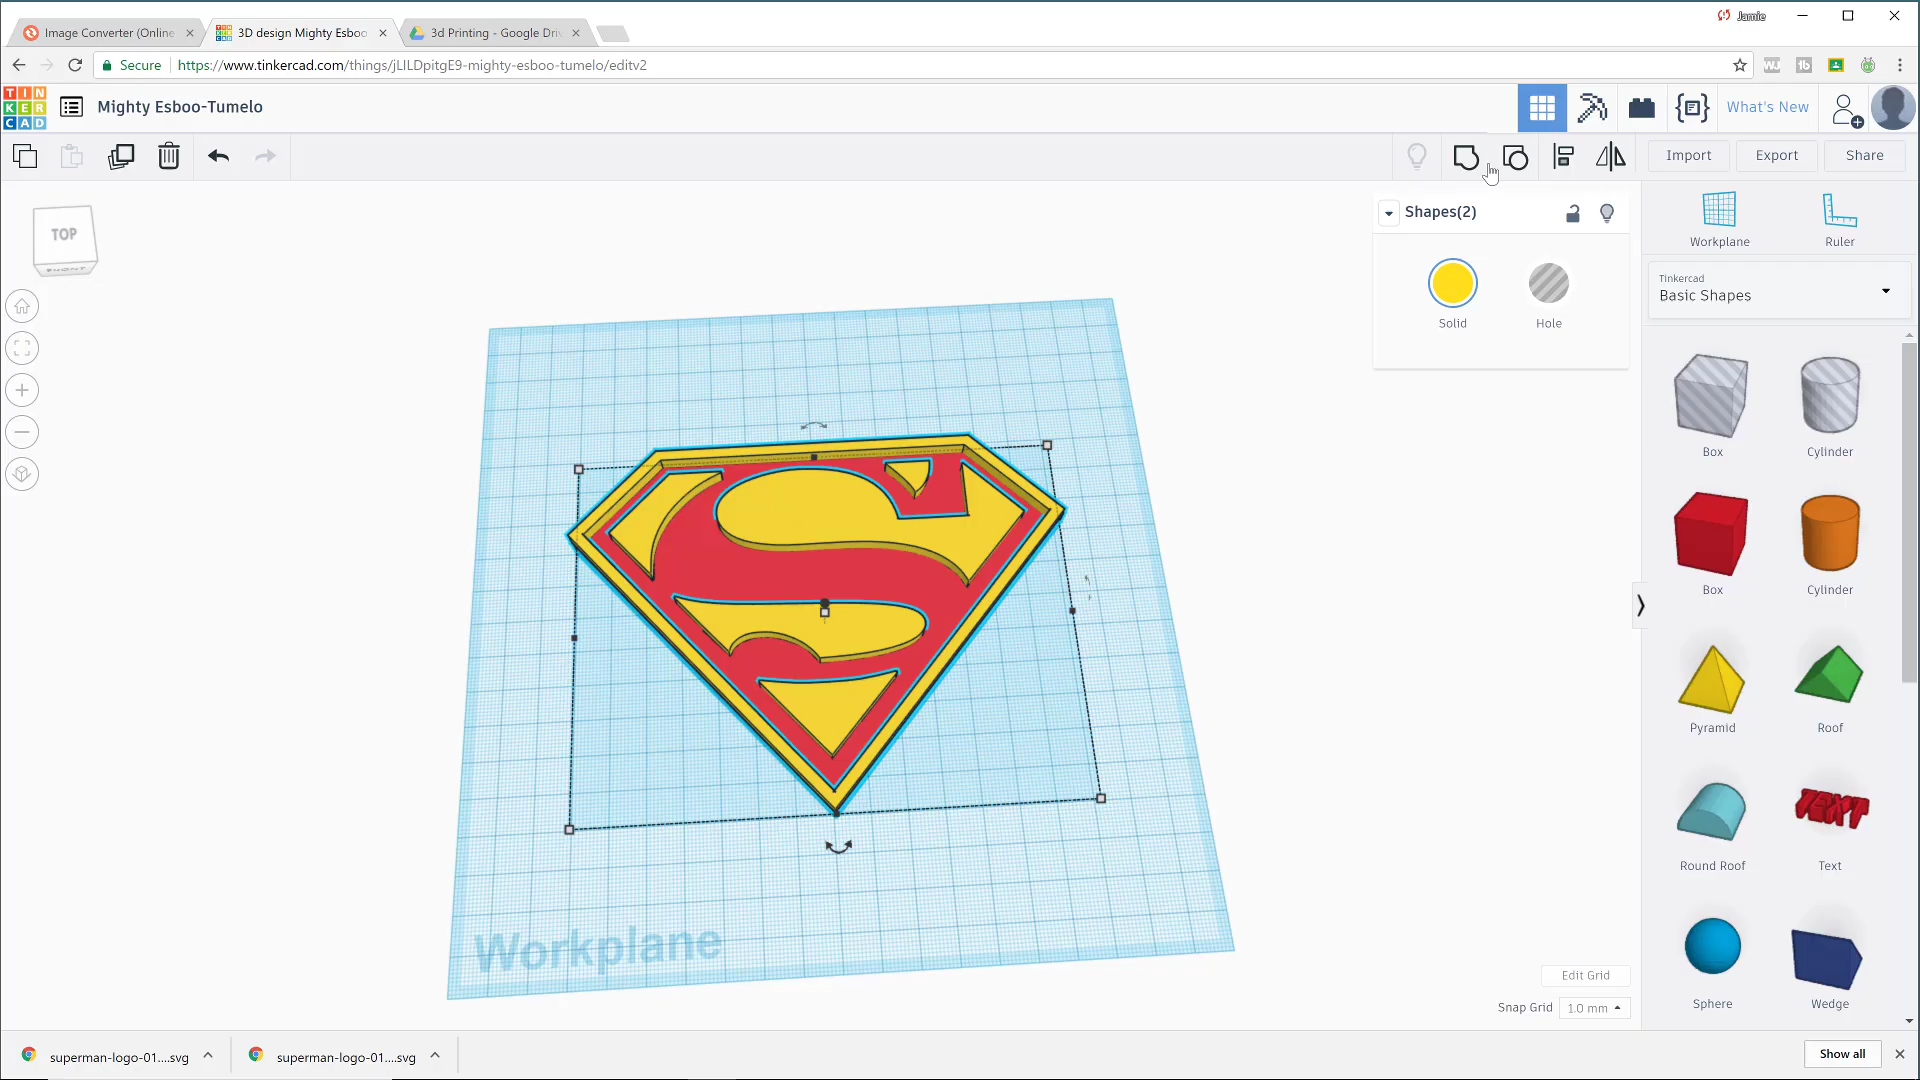 Jamie
Image Converter (Online
3D design Mighty Esboo
3d Printing - Google Dri
Secure
https://www.tinkercad.com/things/jLILDpitgE9-mighty-esboo-tumelo/editv2
TIN
KER
CAD
Mighty Esboo-Tumelo
What's New
Import
Export
Share
TOP
FRONT
Shapes(2)
Solid
Hole
Workplane
Ruler
Tinkercad
Basic Shapes
Box
Cylinder
Box
Cylinder
Pyramid
Roof
Round Roof
TEXT
Text
Sphere
Wedge
Workplane
Edit Grid
Snap Grid
1.0 mm
superman-logo-01....svg
superman-logo-01....svg
Show all